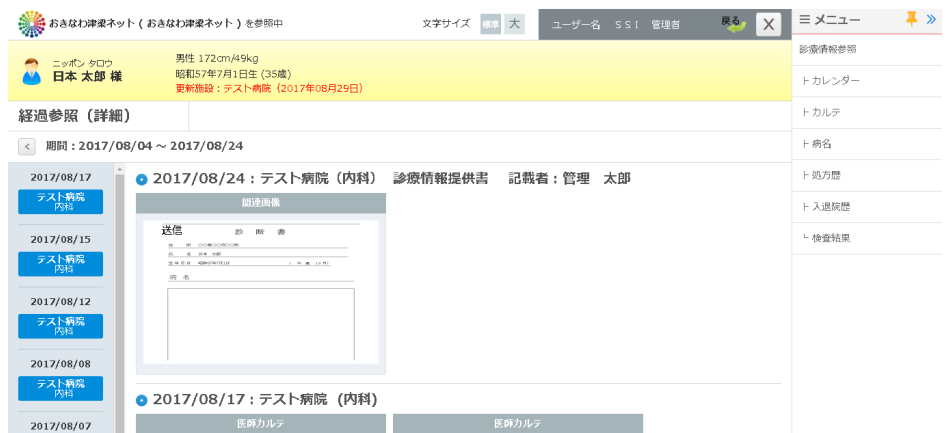 おきなわ津梁ネット ( おきなわ津梁ネット ) を参照中
文字サイズ 標準 大
ユーザー名 ＳＳＩ 管理者
戻る X
ニッポン タロウ
日本 太郎 様
男性 172cm/49kg
昭和57年7月1日生 (35歳)
更新施設：テスト病院（2017年08月29日）
経過参照（詳細）
< 期間：2017/08/04 ～ 2017/08/24
2017/08/17
テスト病院
内科
2017/08/15
テスト病院
内科
2017/08/12
テスト病院
内科
2017/08/08
テスト病院
内科
2017/08/07
2017/08/24：テスト病院（内科） 診療情報提供書 記載者：管理 太郎
関連画像
送信 診 断 書
病 名
2017/08/17：テスト病院（内科）
医師カルテ 医師カルテ
≡ メニュー »
診療情報参照
├ カレンダー
├ カルテ
├ 病名
├ 処方歴
├ 入退院歴
└ 検査結果